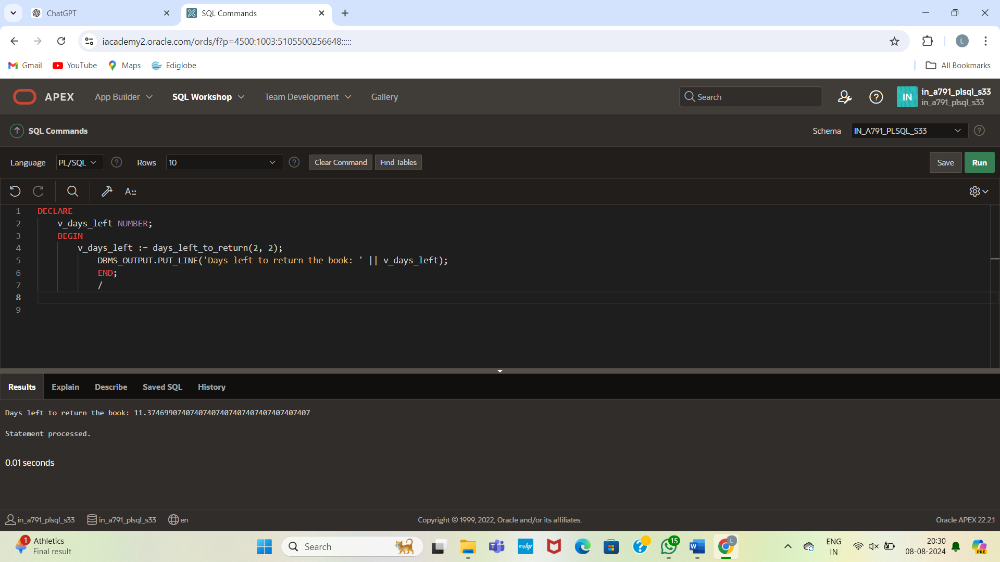 ChatGPT
SQL Commands
iacademy2.oracle.com/ords/f?p=4500:1003:5105500256648:::::
L
Gmail
YouTube
Maps
Ediglobe
All Bookmarks
APEX
App Builder
SQL Workshop
Team Development
Gallery
Search
IN
in_a791_plsql_s33
in_a791_plsql_s33
SQL Commands
Schema
IN_A791_PLSQL_S33
Language
PL/SQL
Rows
10
Clear Command
Find Tables
Save
Run
A::
1 DECLARE
2 v_days_left NUMBER;
3 BEGIN
4 v_days_left := days_left_to_return(2, 2);
5 DBMS_OUTPUT.PUT_LINE('Days left to return the book: ' || v_days_left);
6 END;
7 /
8
9
Results
Explain
Describe
Saved SQL
History
Days left to return the book: 11.37469907407407407407407407407407407407
Statement processed.
0.01 seconds
in_a791_plsql_s33
in_a791_plsql_s33
en
Copyright © 1999, 2022, Oracle and/or its affiliates.
Oracle APEX 22.2.1
1
Athletics
Final result
Search
myhp
15
W
L
ENG
IN
20:30
08-08-2024
PRE